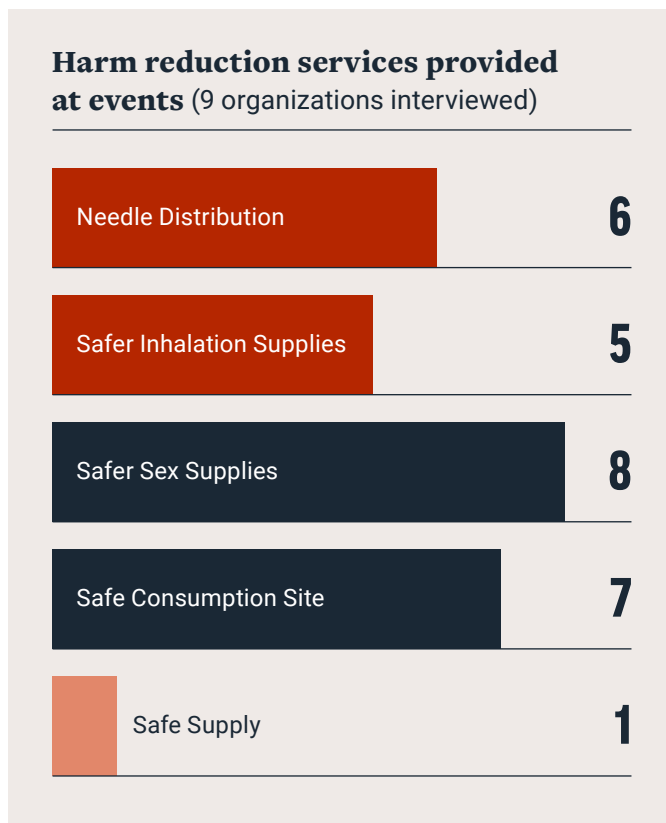 Harm reduction services provided
at events (9 organizations interviewed)
Needle Distribution 6
Safer Inhalation Supplies 5
Safer Sex Supplies 8
Safe Consumption Site 7
Safe Supply 1